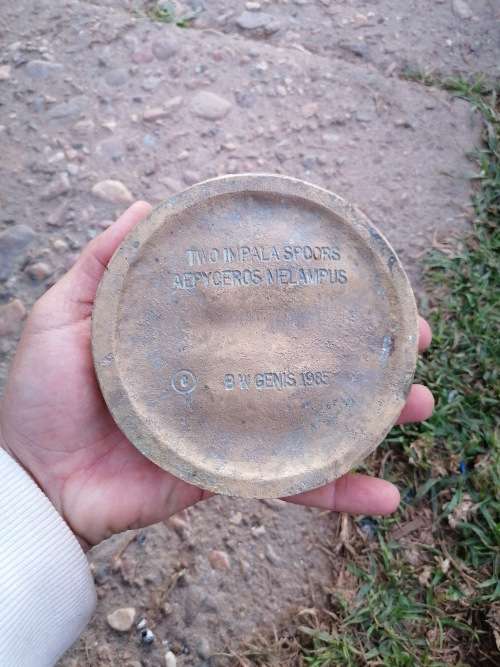 TWO IMPALA SPOORS
AEPYCEROS MELAMPUS
© B W GENIS 1985